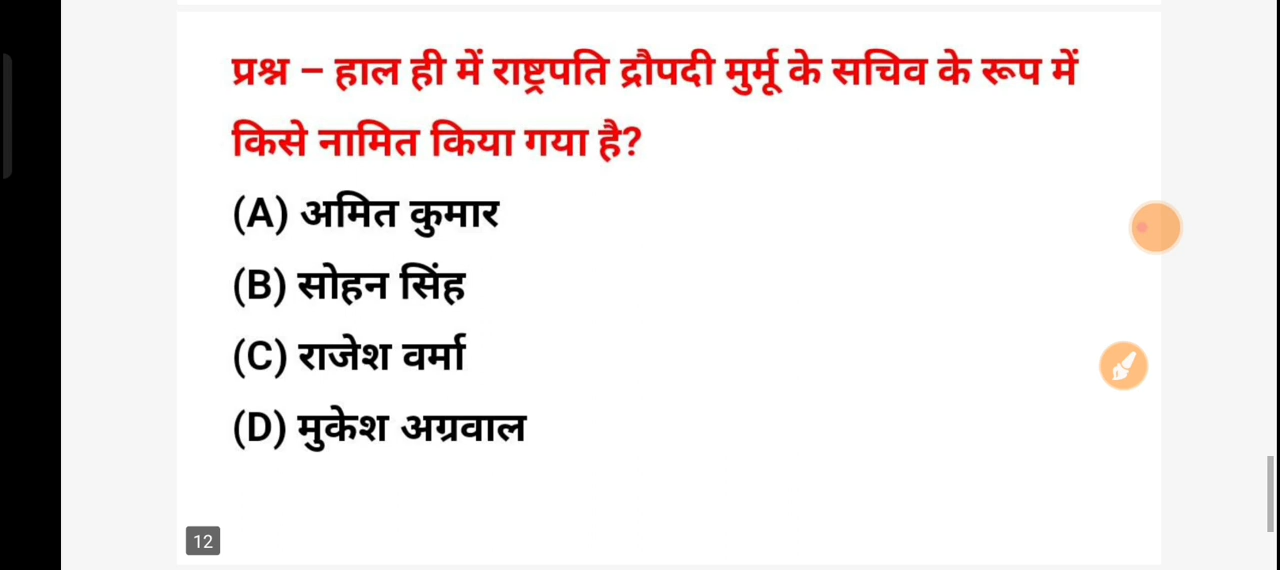 प्रश्न – हाल ही में राष्ट्रपति द्रौपदी मुर्मू के सचिव के रूप में
किसे नामित किया गया है?
(A) अमित कुमार
(B) सोहन सिंह
(C) राजेश वर्मा
(D) मुकेश अग्रवाल
12